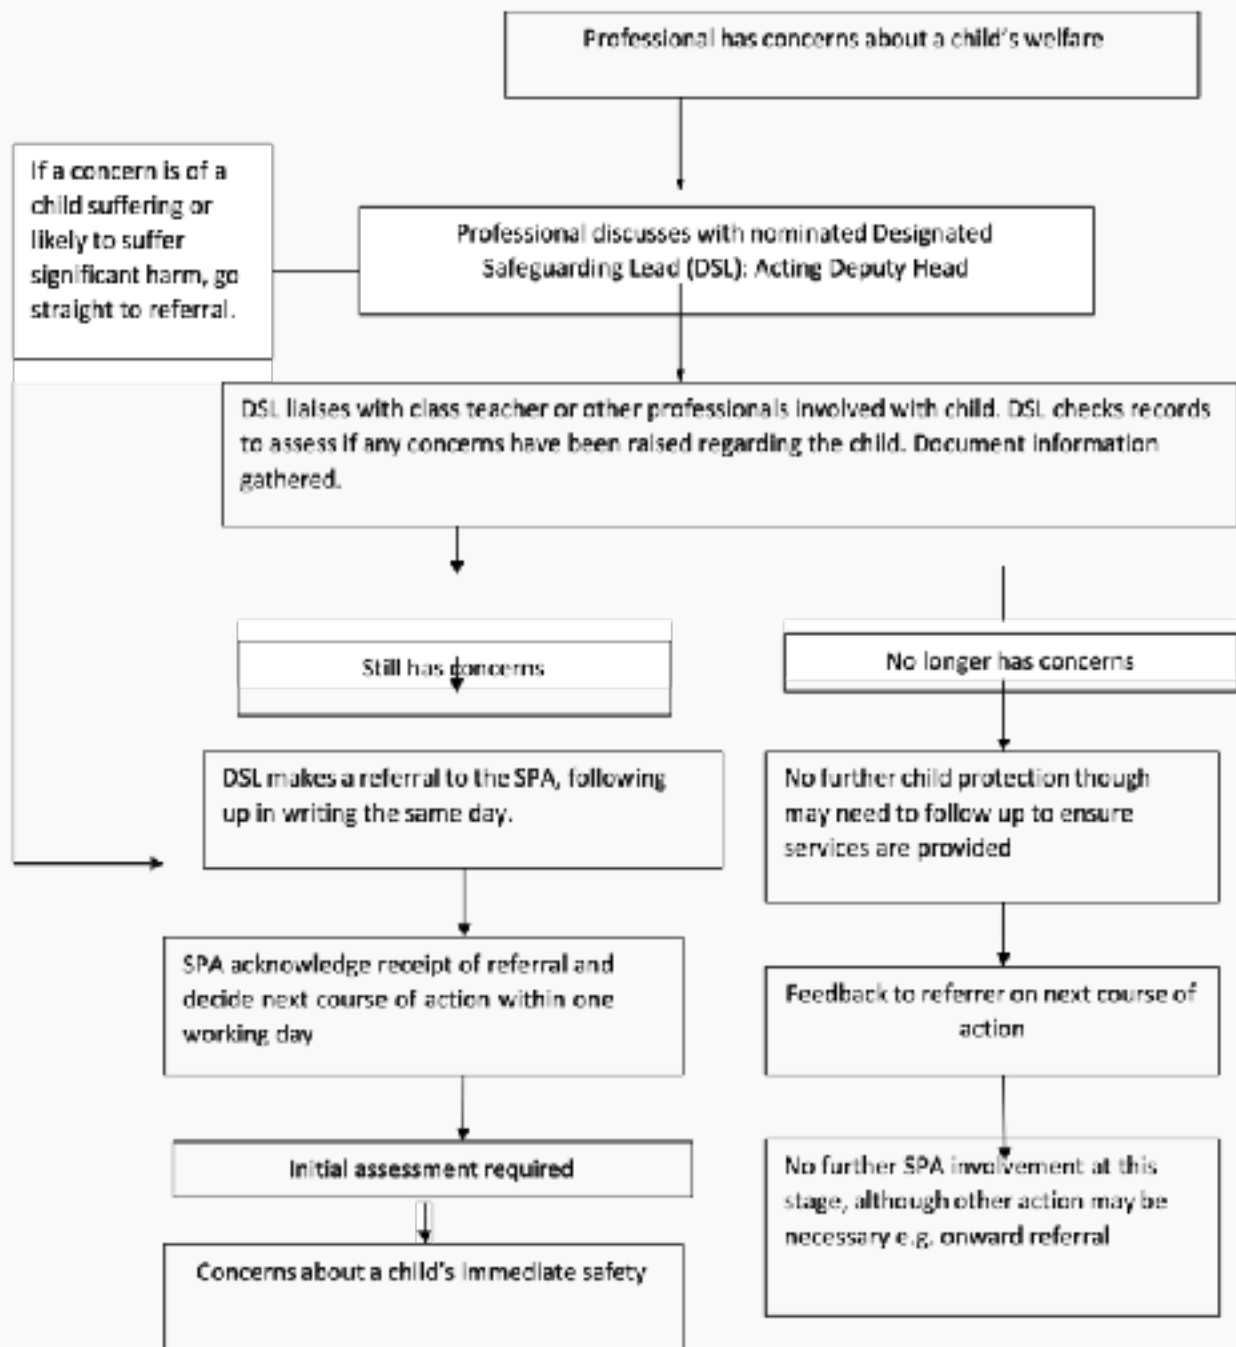 Professional has concerns about a child's welfare
If a concern is of a
child suffering or
likely to suffer
significant harm, go
straight to referral.
Professional discusses with nominated Designated
Safeguarding Lead (DSL): Acting Deputy Head
DSL liaises with class teacher or other professionals involved with child. DSL checks records
to assess if any concerns have been raised regarding the child. Document information
gathered.
Still has concerns
No longer has concerns
DSL makes a referral to the SPA, following
up in writing the same day.
No further child protection though
may need to follow up to ensure
services are provided
SPA acknowledge receipt of referral and
decide next course of action within one
working day
Feedback to referrer on next course of
action
Initial assessment required
No further SPA involvement at this
stage, although other action may be
necessary e.g. onward referral
Concerns about a child's immediate safety